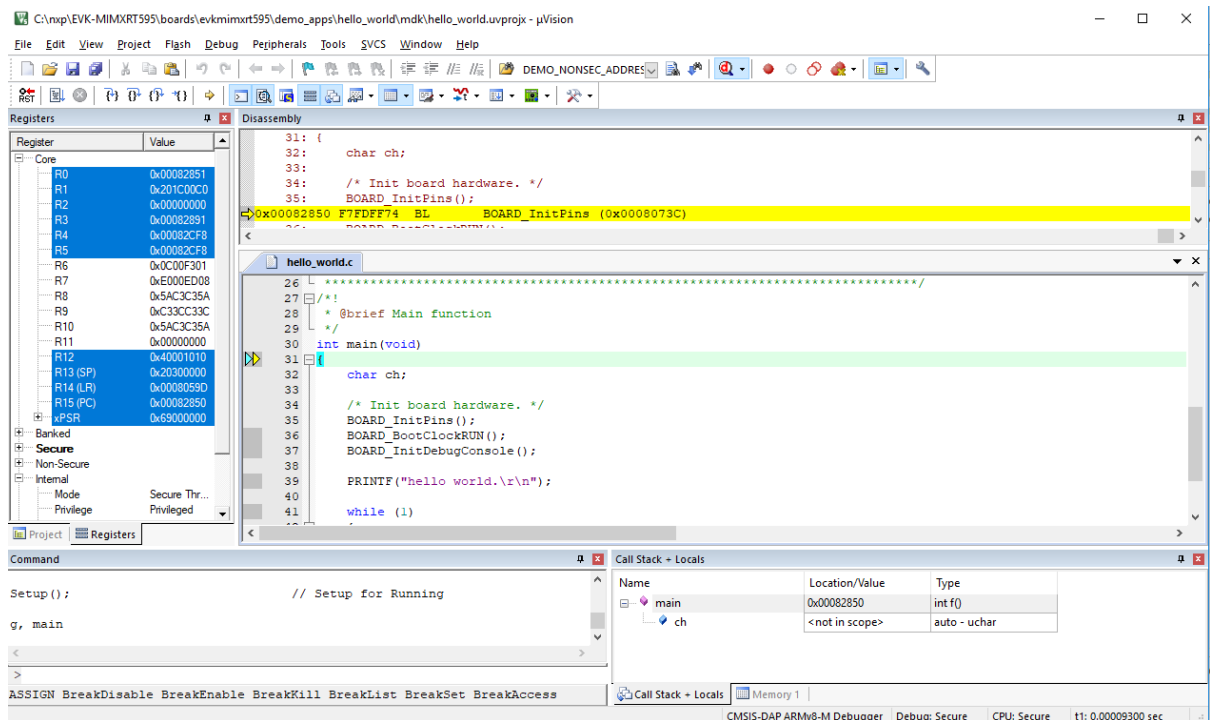 C:\nxp\EVK-MIMXRT595\boards\evkmimxrt595\demo_apps\hello_world\mdk\hello_world.uvprojx - µVision
File Edit View Project Flash Debug Peripherals Tools SVCS Window Help
DEMO_NONSEC_ADDRES
RST
Registers
Register Value
Core
R0 0x00082851
R1 0x201C00C0
R2 0x00000000
R3 0x00082891
R4 0x00082CF8
R5 0x00082CF8
R6 0x0C00F301
R7 0xE000ED08
R8 0x5AC3C35A
R9 0xC33CC33C
R10 0x5AC3C35A
R11 0x00000000
R12 0x40001010
R13 (SP) 0x20300000
R14 (LR) 0x0008059D
R15 (PC) 0x00082850
xPSR 0x69000000
Banked
Secure
Non-Secure
Internal
Mode Secure Thr...
Privilege Privileged
Project Registers
Disassembly
31: {
32: char ch;
33:
34: /* Init board hardware. */
35: BOARD_InitPins();
0x00082850 F7FDFF74 BL BOARD_InitPins (0x0008073C)
36: BOARD_BootClockRUN();
hello_world.c
26 *******************************************************************************/
27 /*!
28 * @brief Main function
29 */
30 int main(void)
31 {
32 char ch;
33
34 /* Init board hardware. */
35 BOARD_InitPins();
36 BOARD_BootClockRUN();
37 BOARD_InitDebugConsole();
38
39 PRINTF("hello world.\r\n");
40
41 while (1)
Command
Setup(); // Setup for Running
g, main
>
ASSIGN BreakDisable BreakEnable BreakKill BreakList BreakSet BreakAccess
Call Stack + Locals
Name Location/Value Type
main 0x00082850 int f()
ch <not in scope> auto - uchar
Call Stack + Locals Memory 1
CMSIS-DAP ARMv8-M Debugger Debug: Secure CPU: Secure t1: 0.00009300 sec